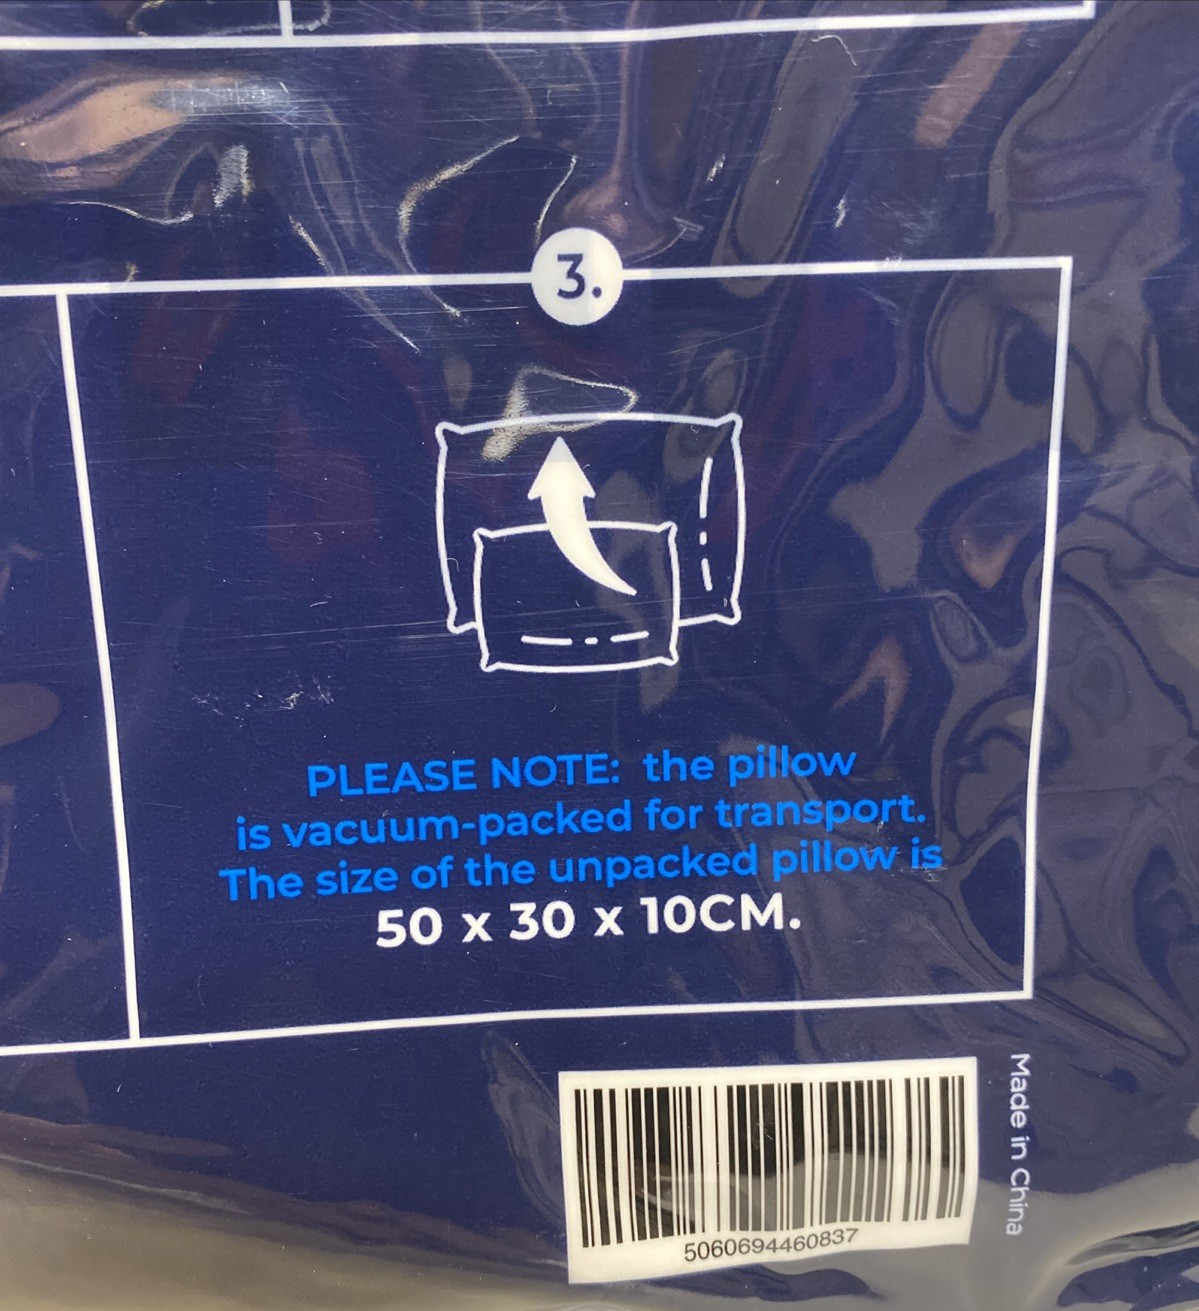 3.
PLEASE NOTE: the pillow
is vacuum-packed for transport.
The size of the unpacked pillow is
50 x 30 x 10CM.
Made in China
5060694460837